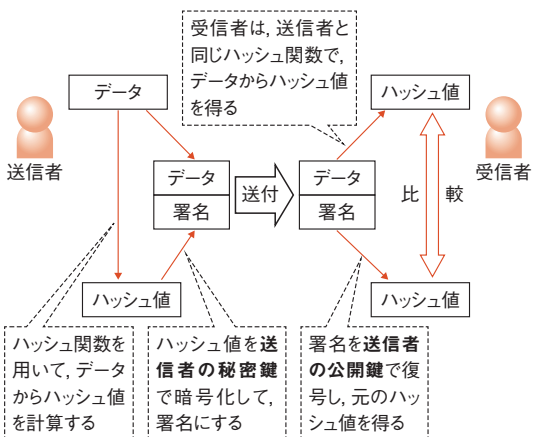 受信者は，送信者と
同じハッシュ関数で，
データからハッシュ値
を得る
データ
ハッシュ値
送信者
受信者
データ
署名
送付
データ
署名
比 較
ハッシュ値
ハッシュ値
ハッシュ関数を
用いて，データ
からハッシュ値
を計算する
ハッシュ値を送
信者の秘密鍵
で暗号化して，
署名にする
署名を送信者
の公開鍵で復
号し，元のハッ
シュ値を得る